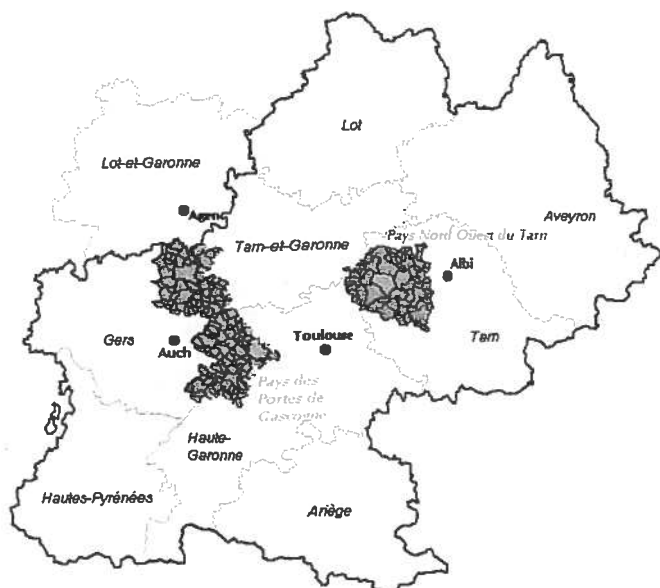 Lot
Lot-et-Garonne
Agen
Aveyron
Pays Nord Ouest du Tarn
Tarn-et-Garonne
Albi
Toulouse
Gers
Auch
Tarn
Pays des
Portes de
Gascogne
Haute-
Garonne
Hautes-Pyrénées
Ariège